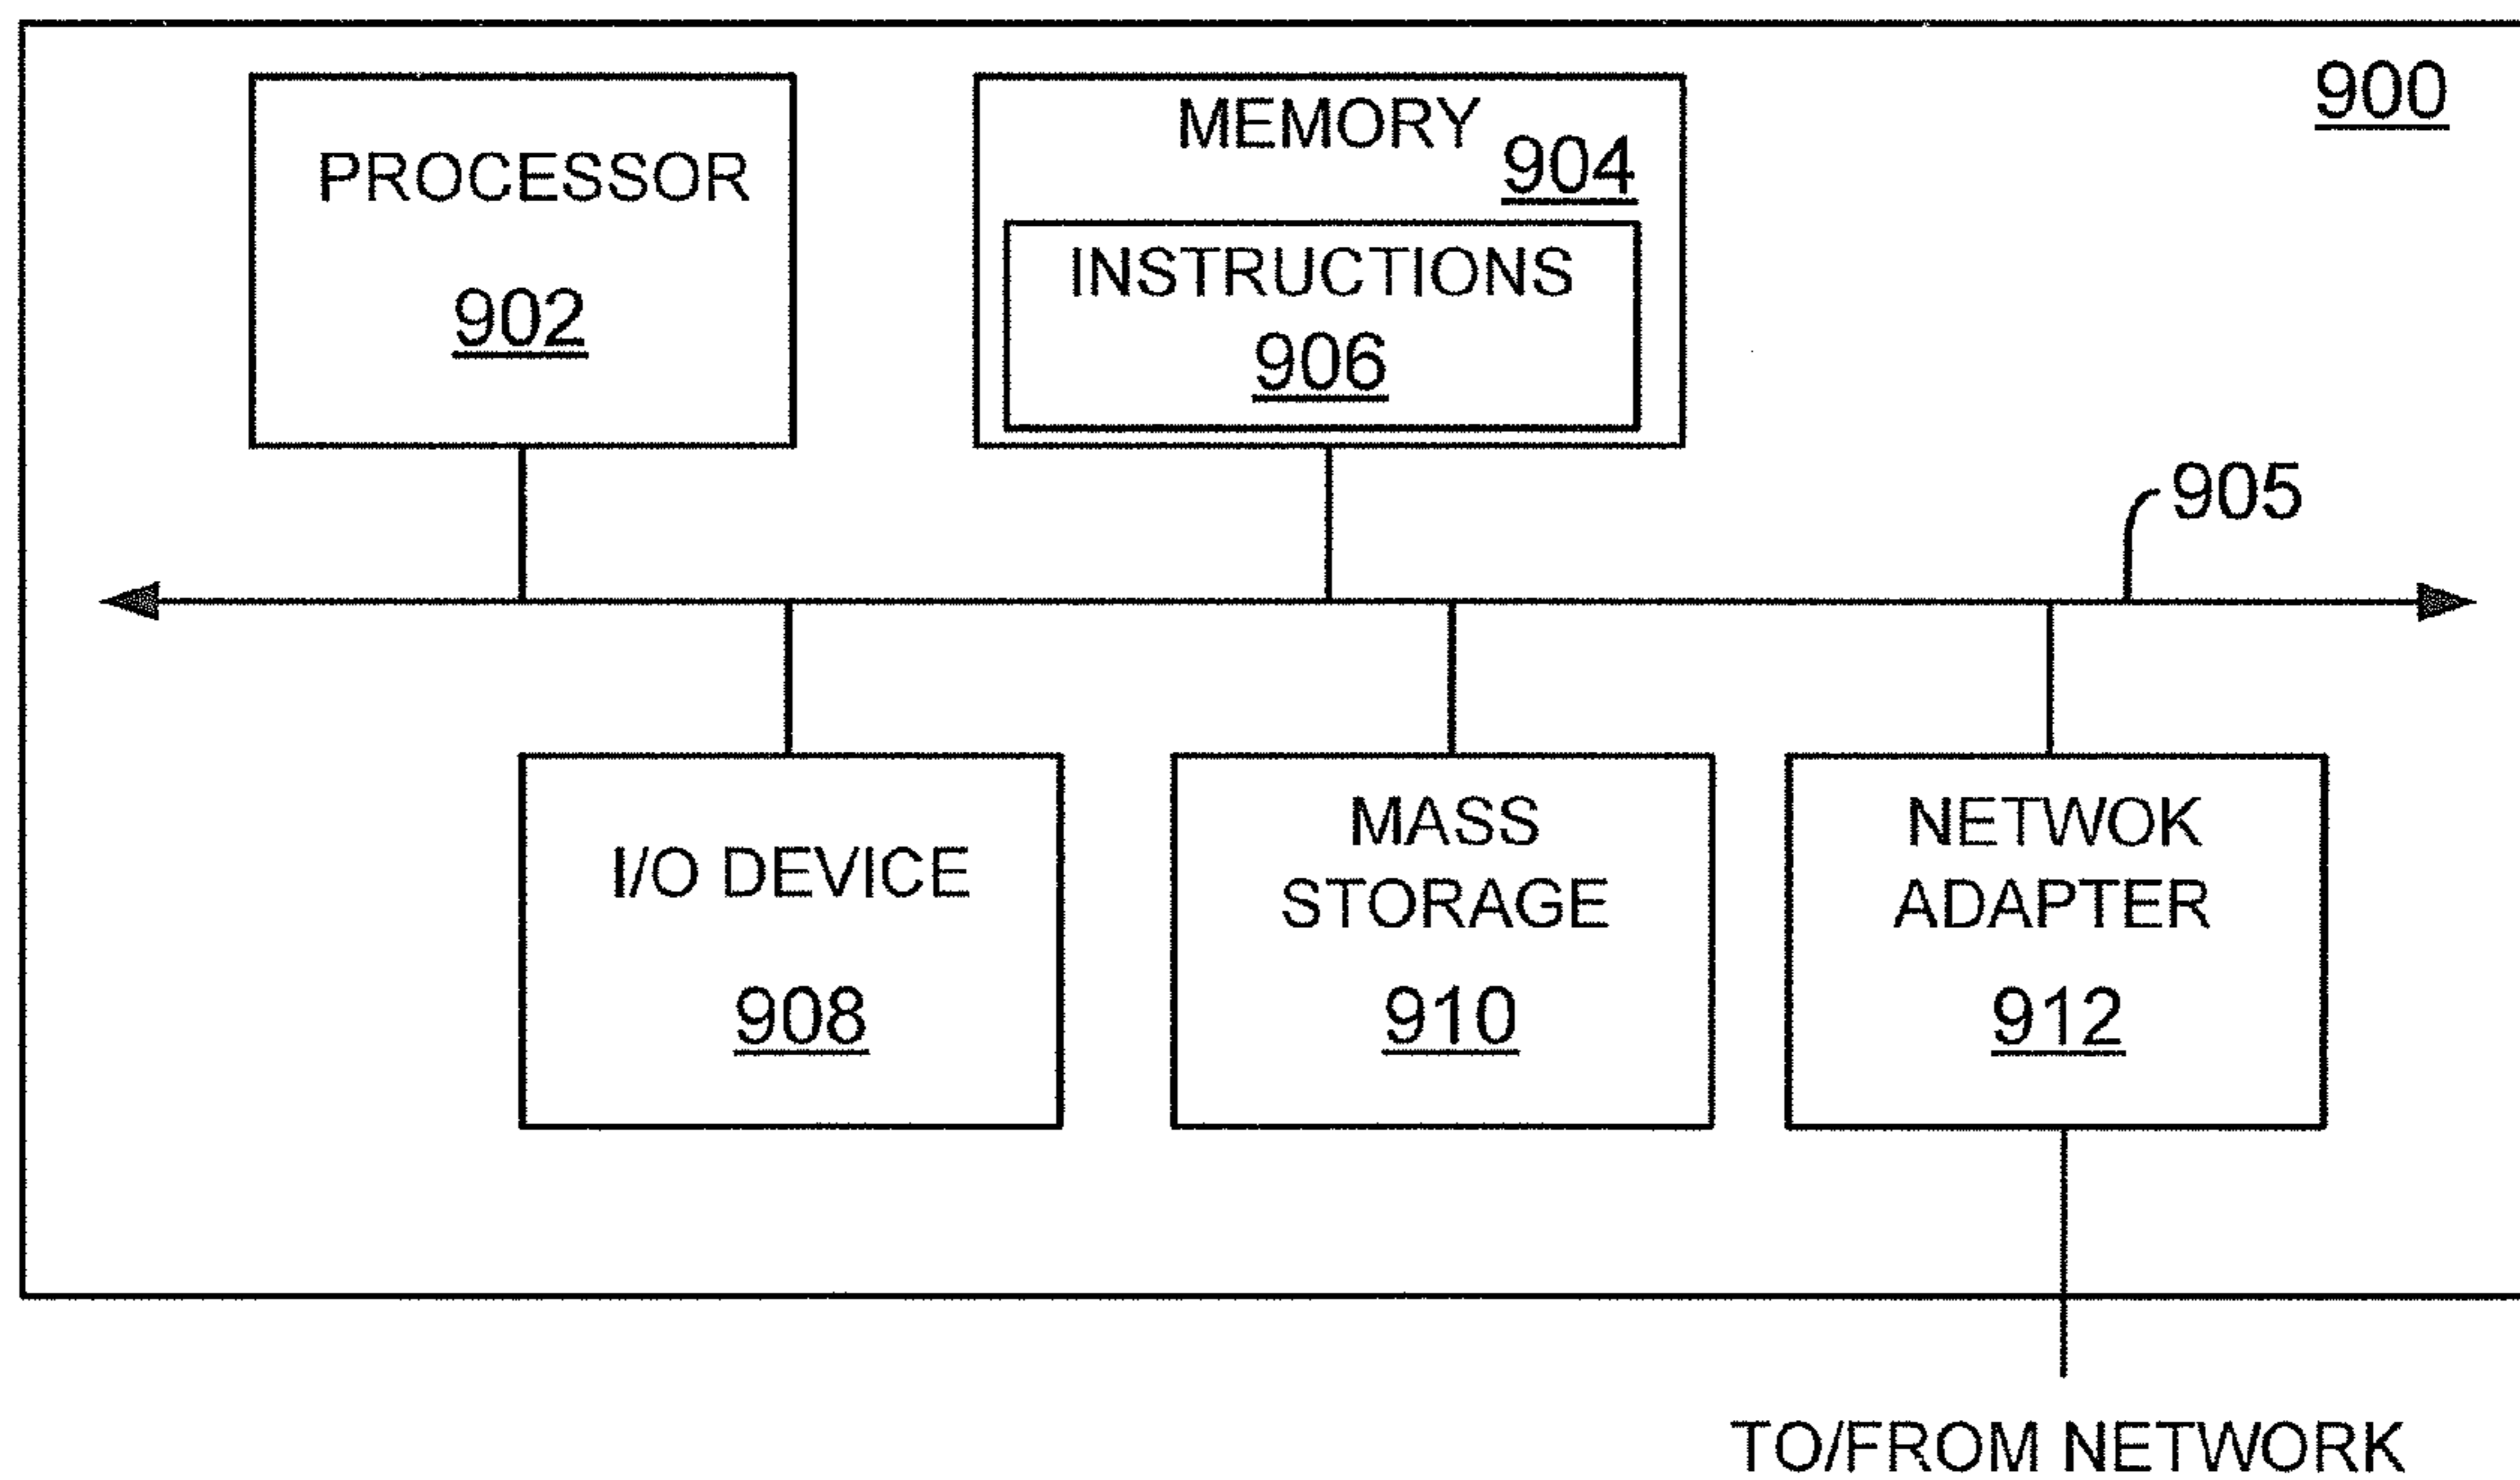 900
PROCESSOR
902
MEMORY
904
INSTRUCTIONS
906
905
I/O DEVICE
908
MASS
STORAGE
910
NETWOK
ADAPTER
912
TO/FROM NETWORK